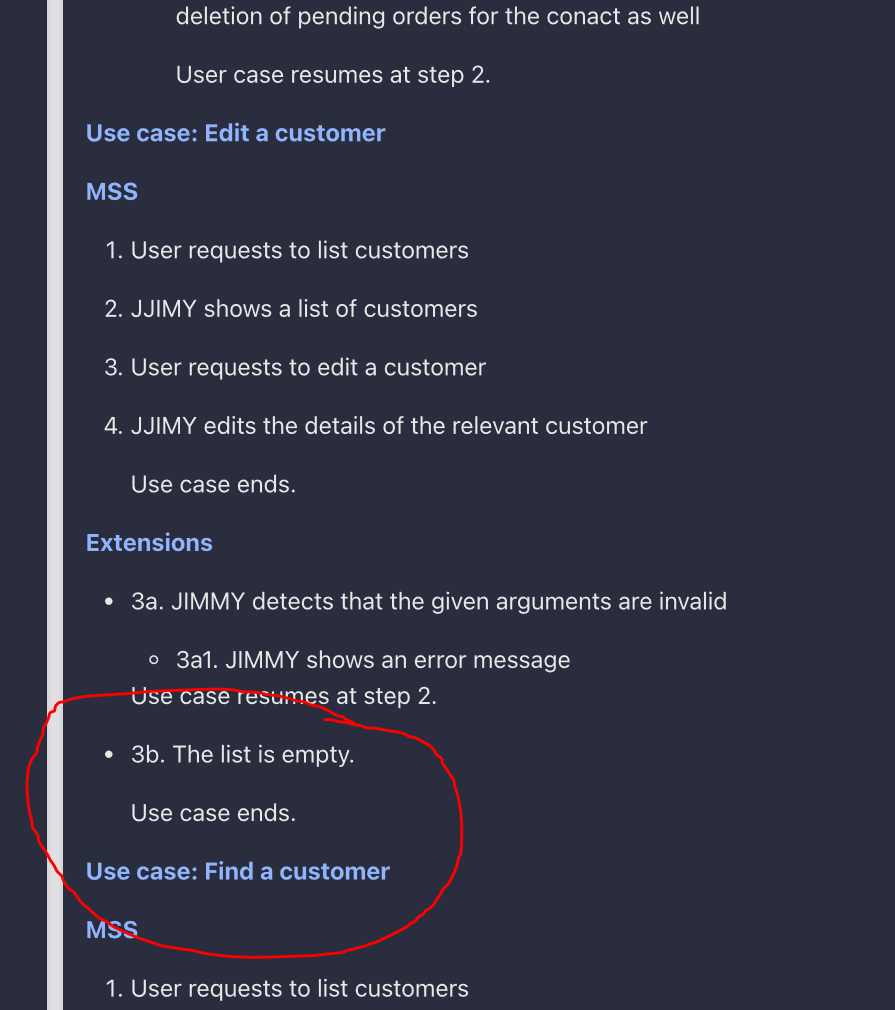 deletion of pending orders for the conact as well
User case resumes at step 2.
Use case: Edit a customer
MSS
1. User requests to list customers
2. JJIMY shows a list of customers
3. User requests to edit a customer
4. JJIMY edits the details of the relevant customer
Use case ends.
Extensions
• 3a. JIMMY detects that the given arguments are invalid
◦ 3a1. JIMMY shows an error message
Use case resumes at step 2.
• 3b. The list is empty.
Use case ends.
Use case: Find a customer
MSS
1. User requests to list customers